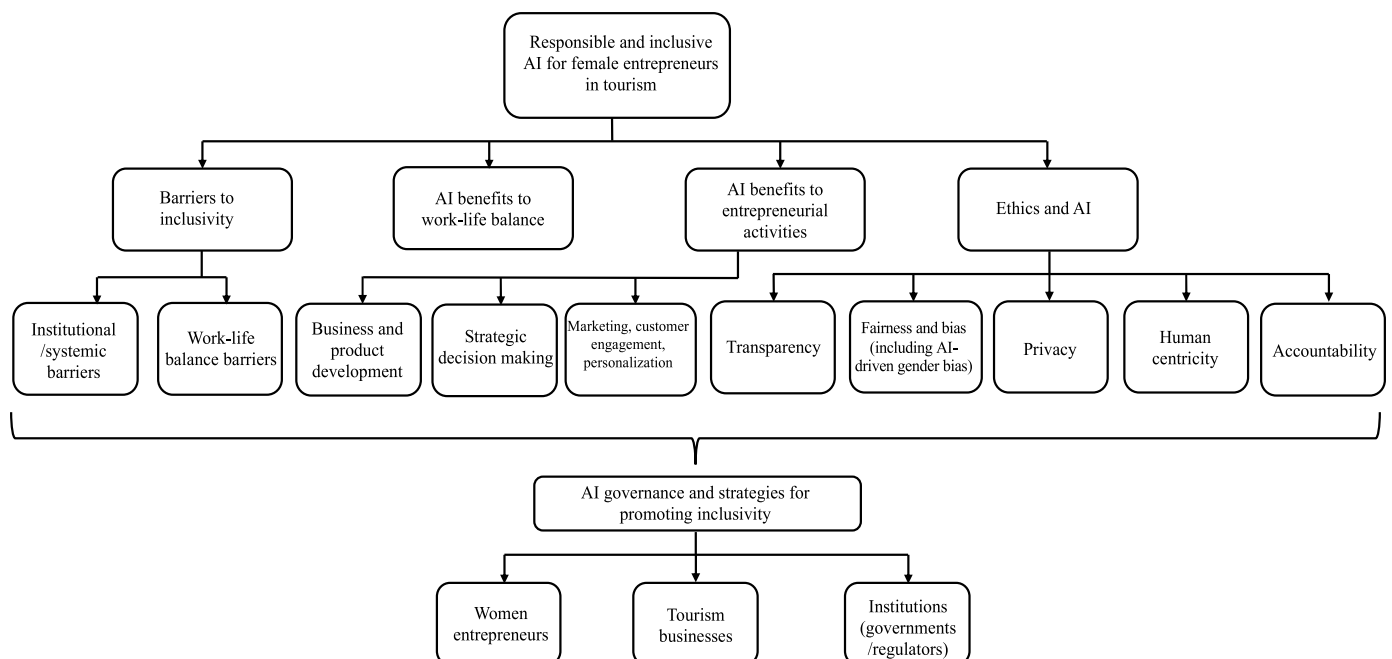 Responsible and inclusive
AI for female entrepreneurs
in tourism
Barriers to
inclusivity
AI benefits to
work-life balance
AI benefits to
entrepreneurial
activities
Ethics and AI
Institutional
/systemic
barriers
Work-life
balance barriers
Business and
product
development
Strategic
decision making
Marketing, customer
engagement,
personalization
Transparency
Fairness and bias
(including AI-
driven gender bias)
Privacy
Human
centricity
Accountability
AI governance and strategies for
promoting inclusivity
Women
entrepreneurs
Tourism
businesses
Institutions
(governments
/regulators)